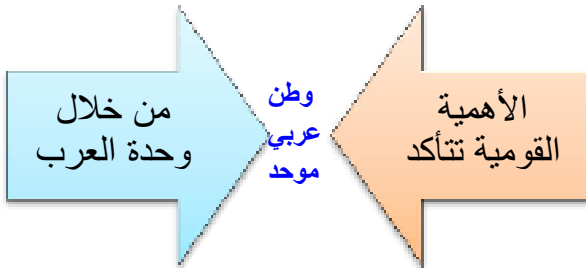 الأهمية
القومية تتأكد
وطن
عربي
موحد
من خلال
وحدة العرب